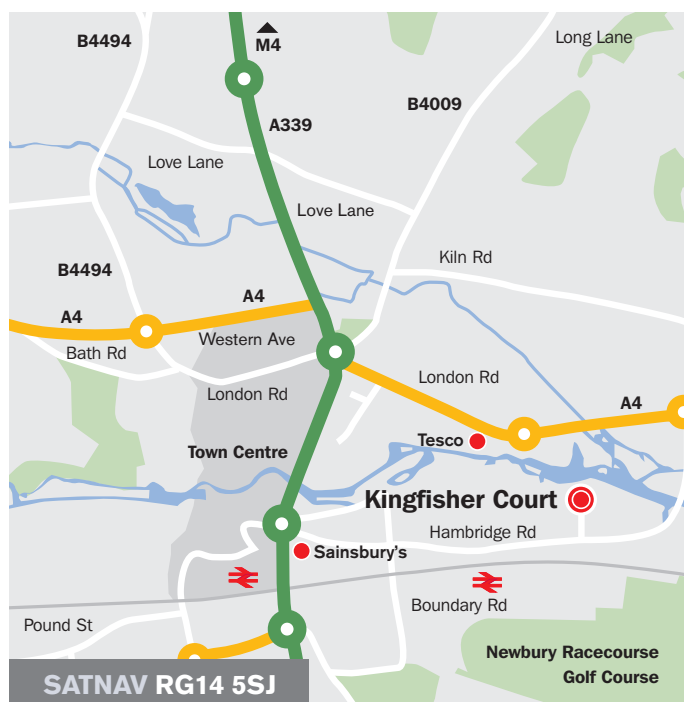 B4494
M4
Long Lane
B4009
A339
Love Lane
Love Lane
Kiln Rd
B4494
A4
A4
Western Ave
Bath Rd
London Rd
London Rd
A4
Tesco
Town Centre
Kingfisher Court
Hambridge Rd
Sainsbury's
Boundary Rd
Pound St
Newbury Racecourse
Golf Course
SATNAV RG14 5SJ